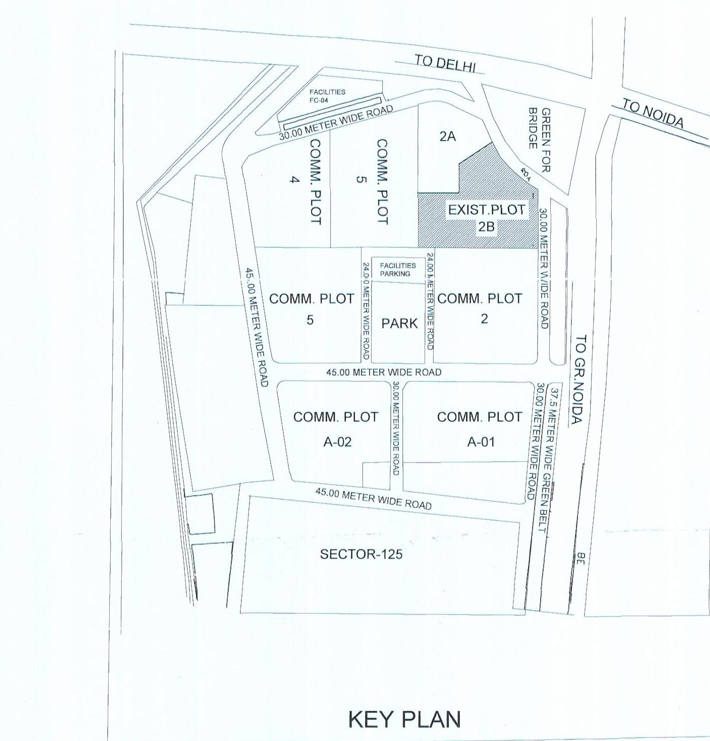 TO DELHI
TO NOIDA
FACILITIES
FC-04
30.00 METER WIDE ROAD
GREEN FOR
BRIDGE
2A
COMM. PLOT
4
COMM. PLOT
5
EXIST.PLOT
2B
30.00 METER WIDE ROAD
45.00 METER WIDE ROAD
COMM. PLOT
5
24.00 METER WIDE ROAD
FACILITIES
PARKING
PARK
24.00 METER WIDE ROAD
COMM. PLOT
2
TO GR.NOIDA
45.00 METER WIDE ROAD
COMM. PLOT
A-02
30.00 METER WIDE ROAD
COMM. PLOT
A-01
30.00 METER WIDE ROAD
37.5 METER WIDE GREEN BELT
45.00 METER WIDE ROAD
SECTOR-125
KEY PLAN